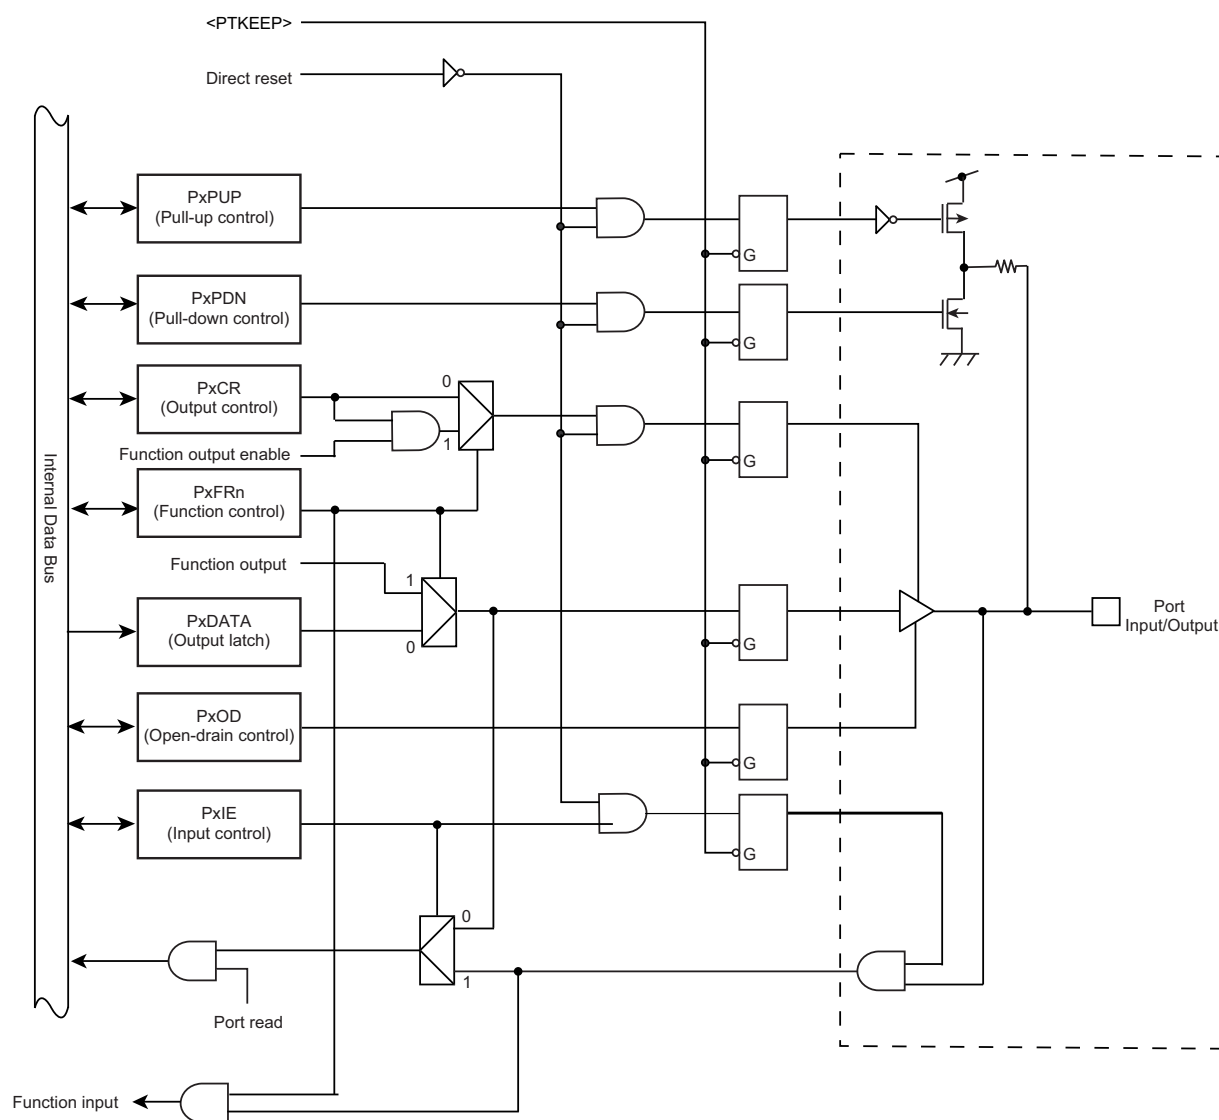 <PTKEEP>
Direct reset
PxPUP
(Pull-up control)
G
PxPDN
(Pull-down control)
G
PxCR
(Output control)
0
1
Function output enable
G
Internal Data Bus
PxFRn
(Function control)
Function output
1
0
PxDATA
(Output latch)
G
Port
Input/Output
PxOD
(Open-drain control)
G
PxIE
(Input control)
G
0
1
Port read
Function input